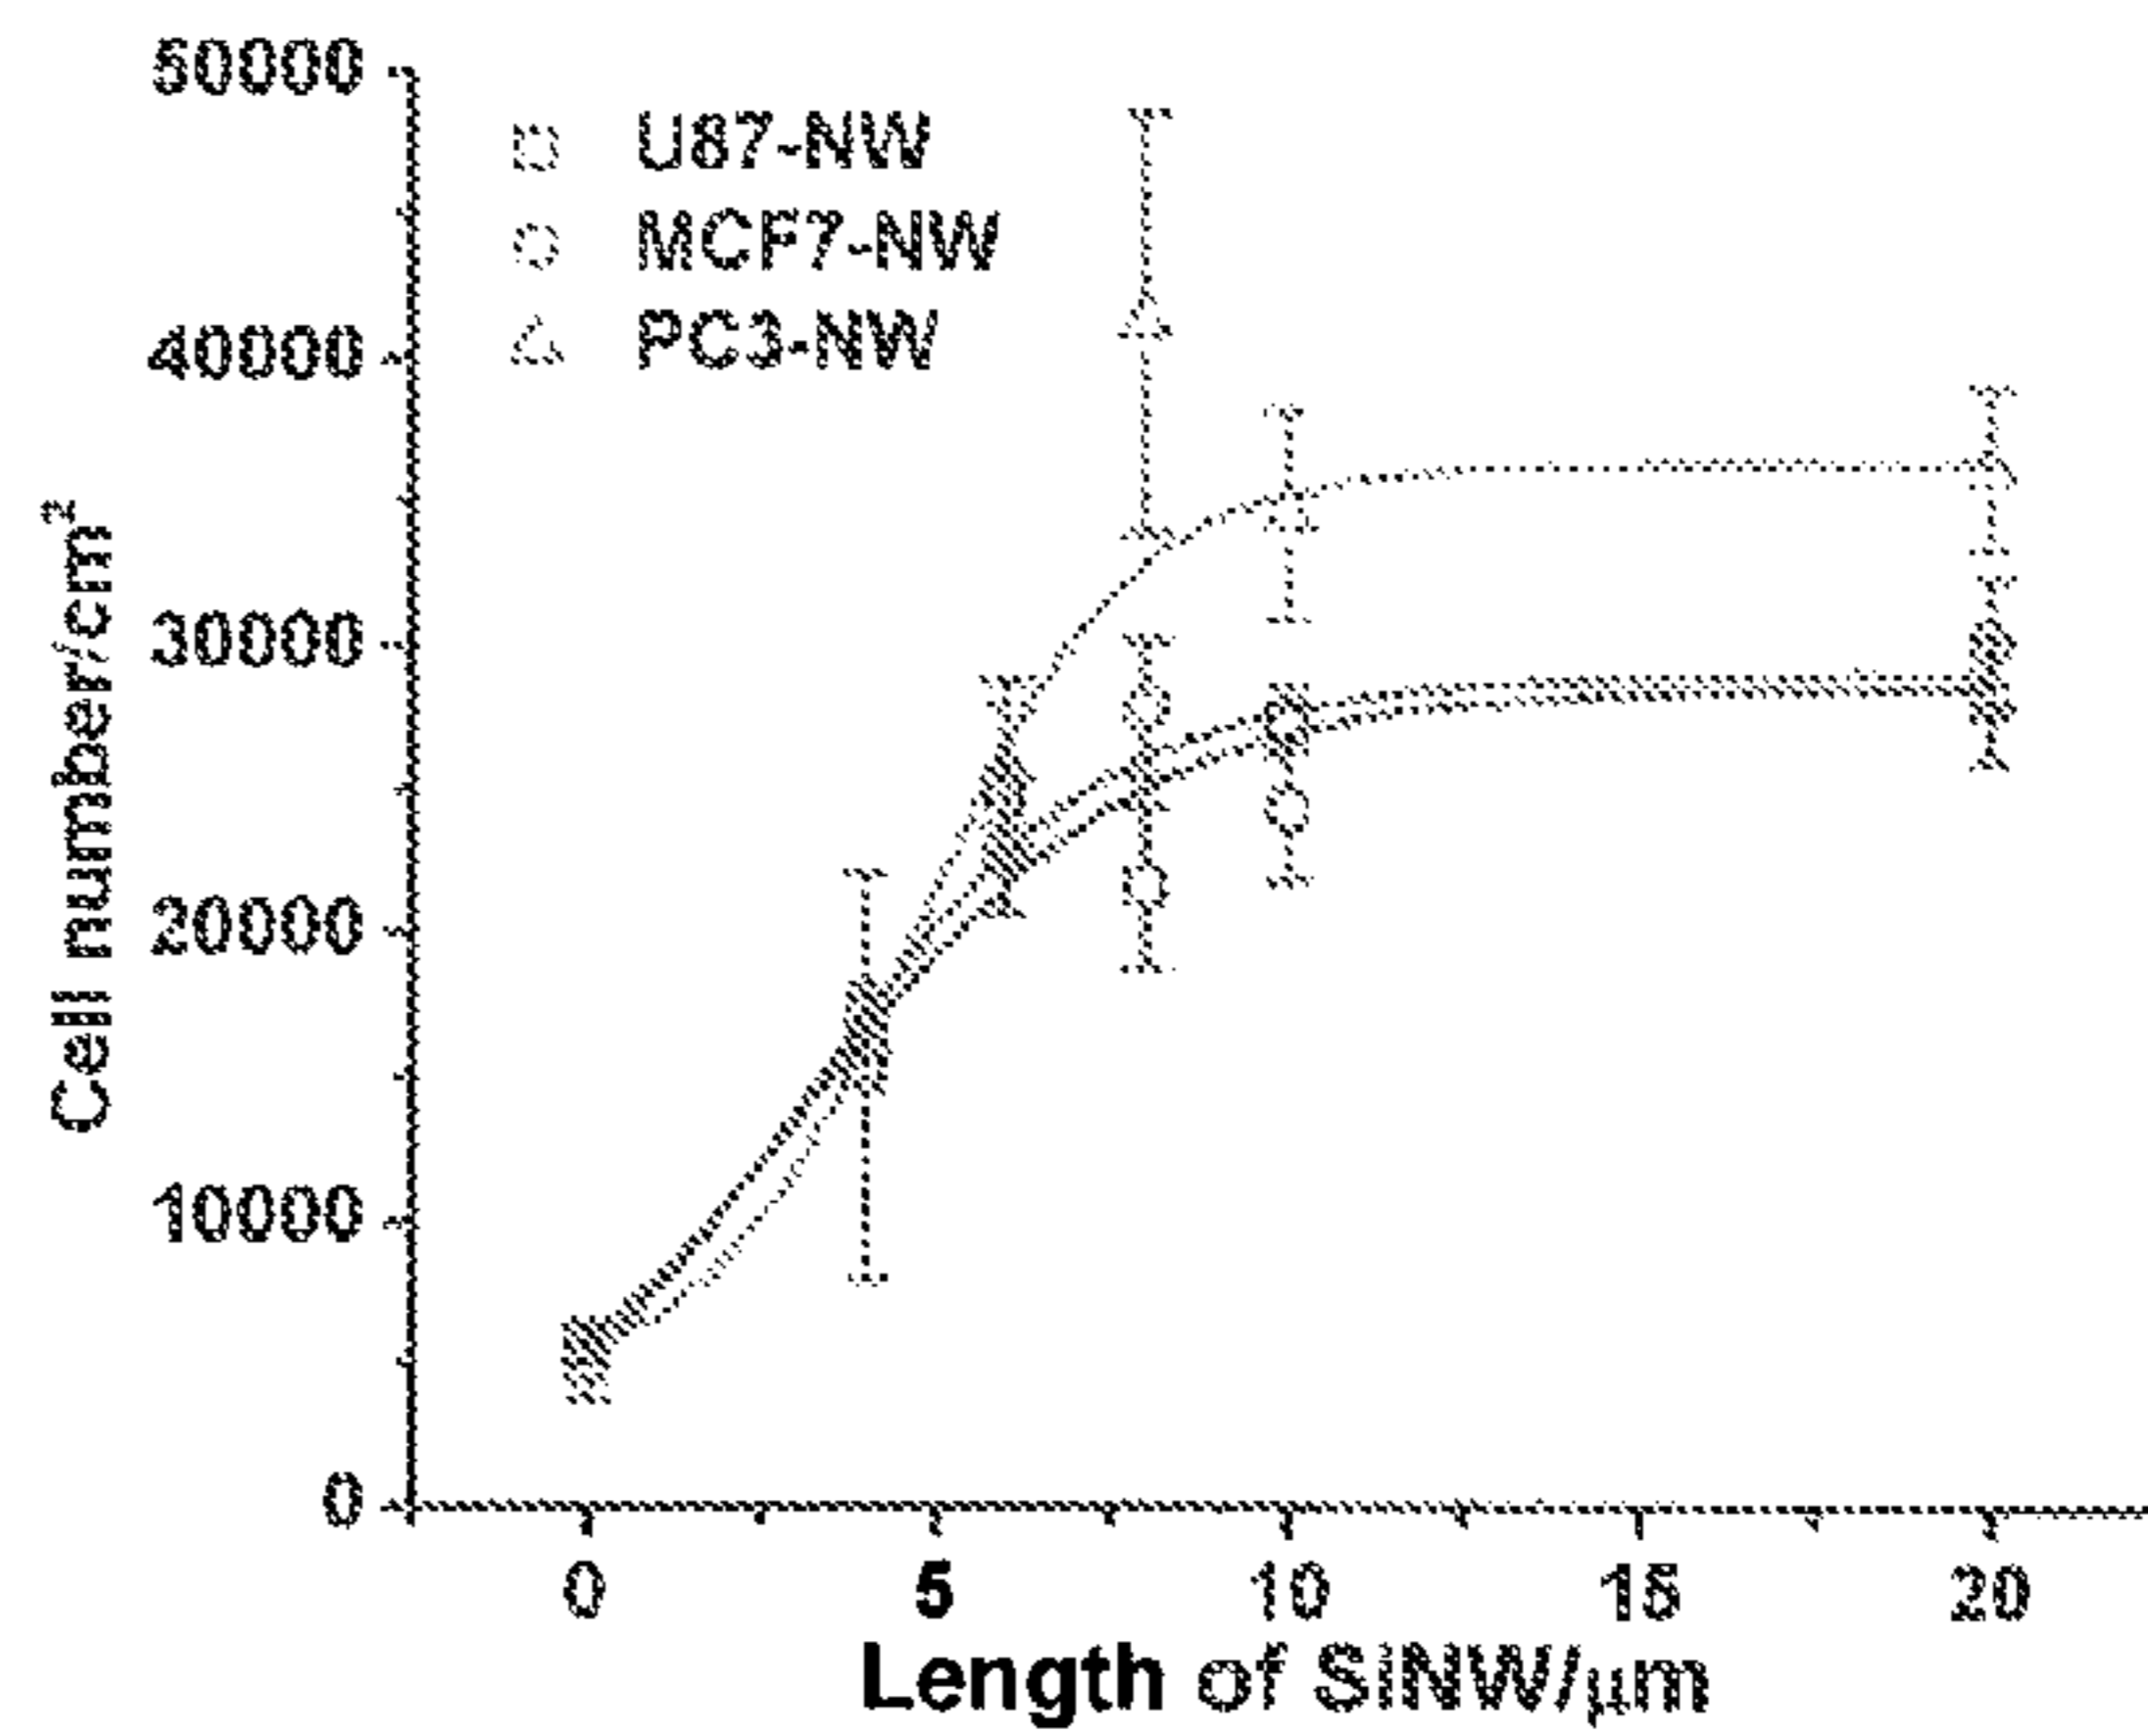 50000
40000
30000
20000
10000
0
Cell number/cm²
U87-NW
MCF7-NW
PC3-NW
0 5 10 15 20
Length of SiNW/μm